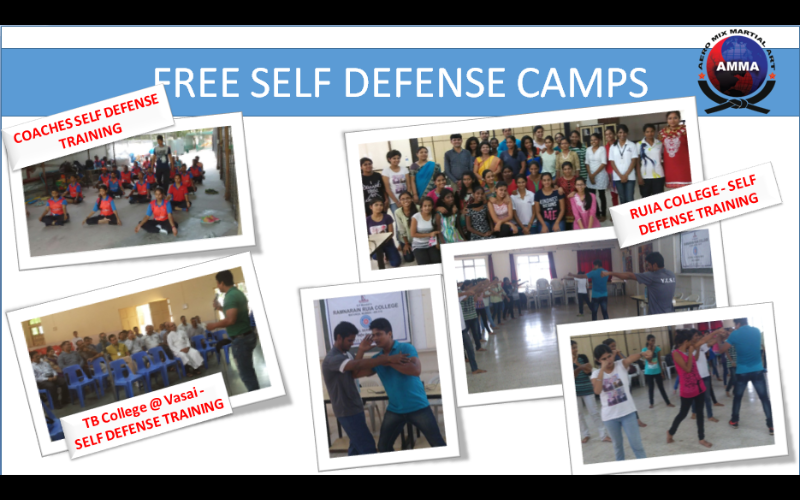 FREE SELF DEFENSE CAMPS
AERO MIX MARTIAL ART
AMMA
COACHES SELF DEFENSE
TRAINING
RUIA COLLEGE - SELF
DEFENSE TRAINING
TB College @ Vasai -
SELF DEFENSE TRAINING
RAMNARAIN RUIA COLLEGE